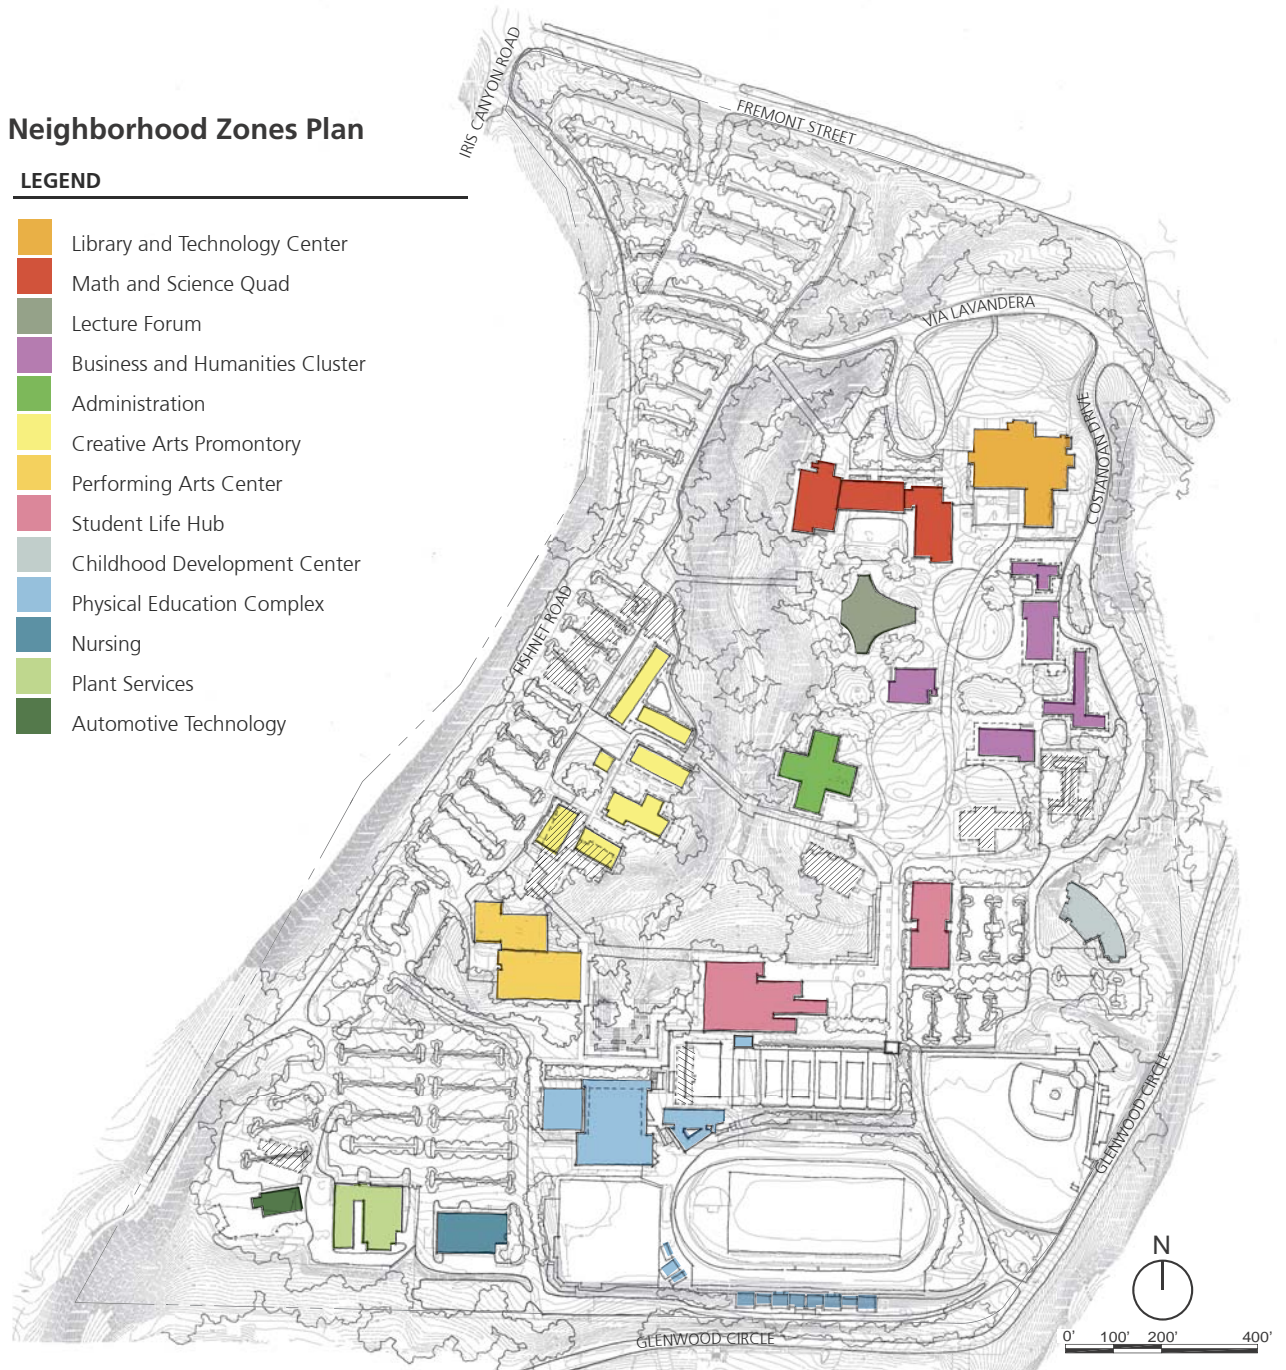 IRIS CANYON ROAD
FREMONT STREET
Neighborhood Zones Plan
LEGEND
Library and Technology Center
Math and Science Quad
Lecture Forum
Business and Humanities Cluster
Administration
Creative Arts Promontory
Performing Arts Center
Student Life Hub
Childhood Development Center
Physical Education Complex
Nursing
Plant Services
Automotive Technology
VIA LAVANDERA
COSTANOAN DRIVE
FISHNET ROAD
GLENWOOD CIRCLE
N
0' 100' 200' 400'
GLENWOOD CIRCLE